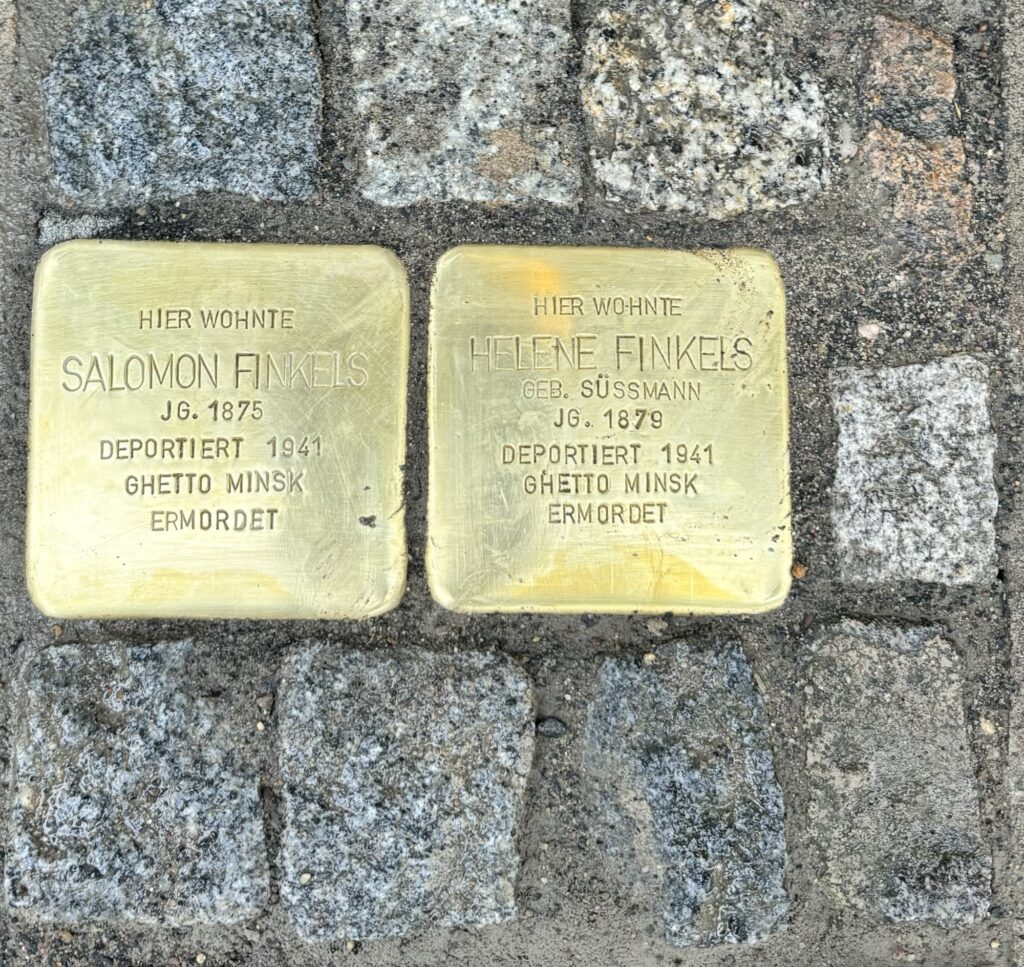 HIER WOHNTE
SALOMON FINKELS
JG. 1875
DEPORTIERT 1941
GHETTO MINSK
ERMORDET
HIER WOHNTE
HELENE FINKELS
GEB. SÜSSMANN
JG. 1879
DEPORTIERT 1941
GHETTO MINSK
ERMORDET